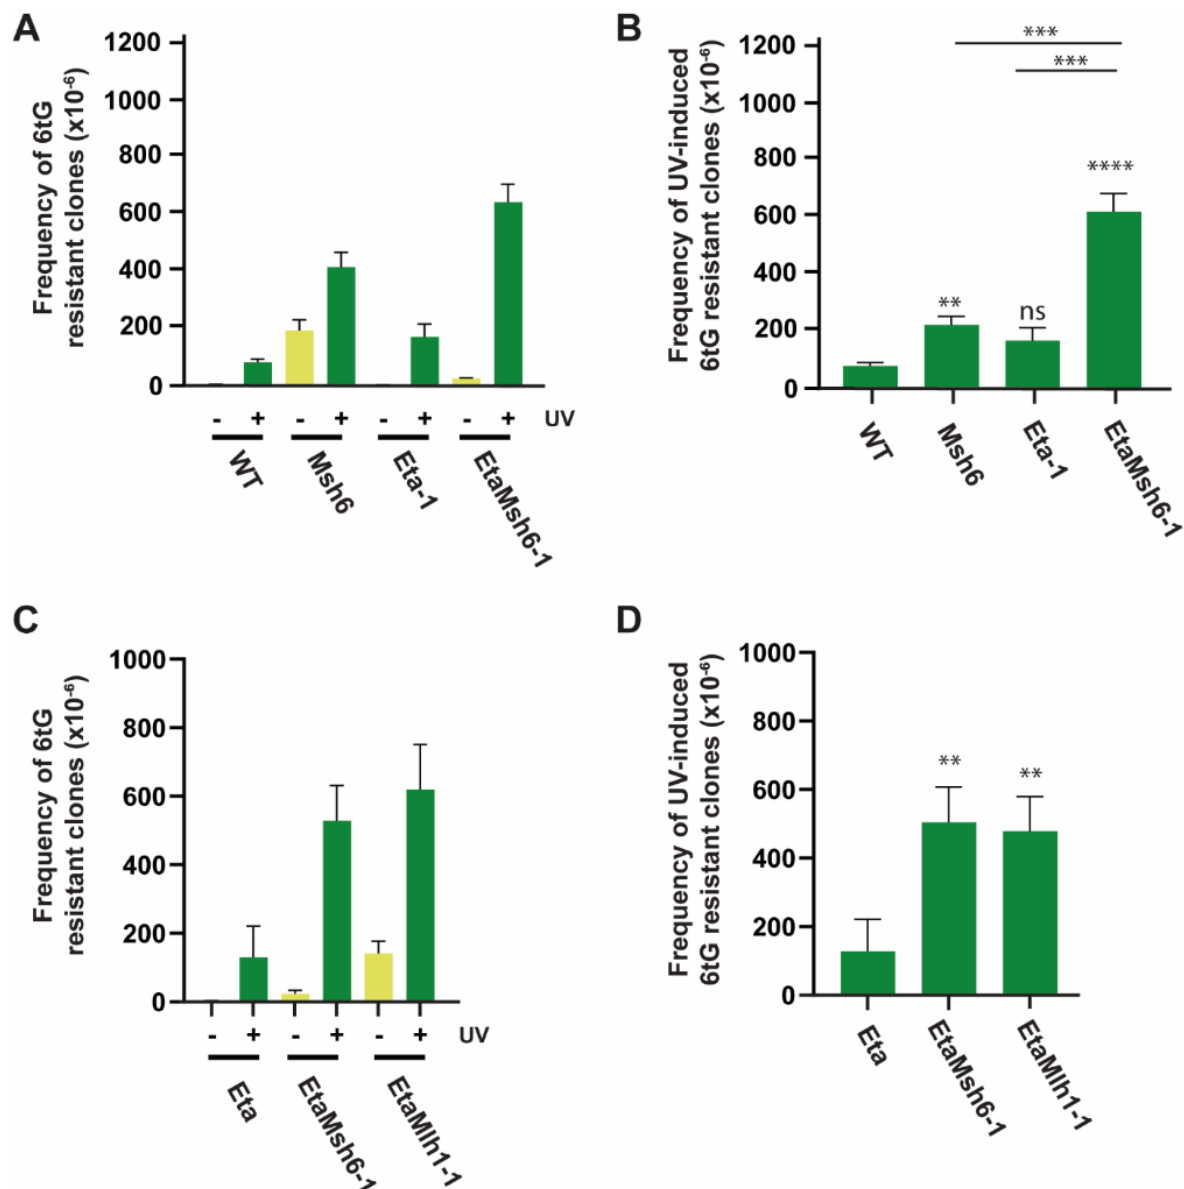 A
Frequency of 6tG
resistant clones (x10⁻⁶)
1200
1000
800
600
400
200
0
- + - + - + - + UV
WT
Msh6
Eta-1
EtaMsh6-1
B
Frequency of UV-induced
6tG resistant clones (x10⁻⁶)
1200
1000
800
600
400
200
0
***
***
**
ns
****
WT
Msh6
Eta-1
EtaMsh6-1
C
Frequency of 6tG
resistant clones (x10⁻⁶)
1000
800
600
400
200
0
- + - + - + UV
Eta
EtaMsh6-1
EtaMlh1-1
D
Frequency of UV-induced
6tG resistant clones (x10⁻⁶)
1000
800
600
400
200
0
**
**
Eta
EtaMsh6-1
EtaMlh1-1